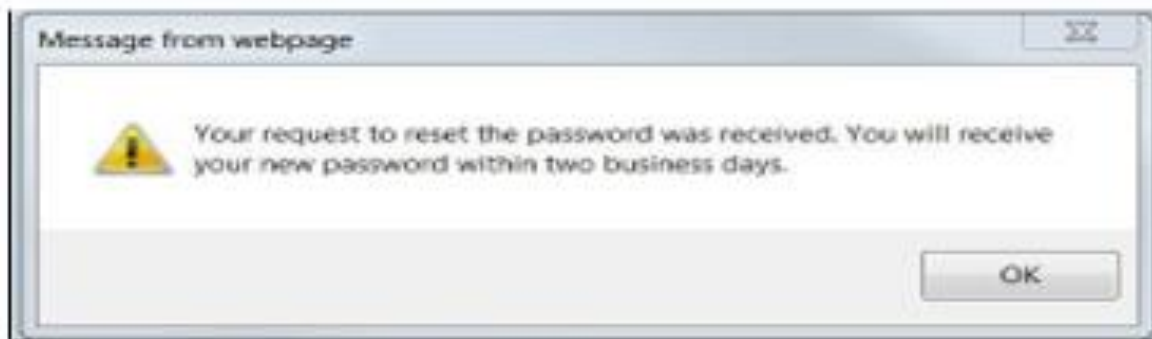 Message from webpage
Your request to reset the password was received. You will receive
your new password within two business days.
OK